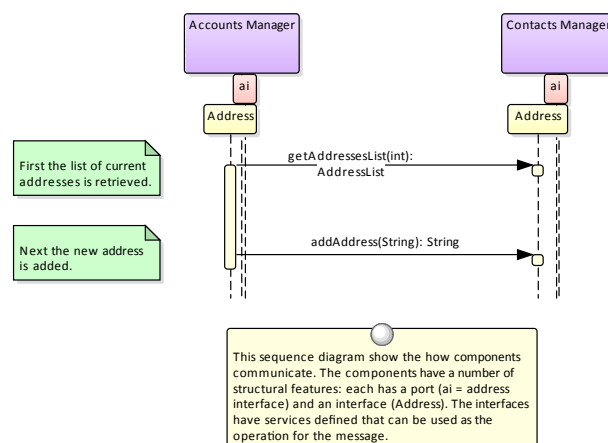 Accounts Manager
Contacts Manager
ai
ai
Address
Address
First the list of current
addresses is retrieved.
getAddressesList(int):
AddressList
Next the new address
is added.
addAddress(String): String
This sequence diagram show the how components
communicate. The components have a number of
structural features: each has a port (ai = address
interface) and an interface (Address). The interfaces
have services defined that can be used as the
operation for the message.